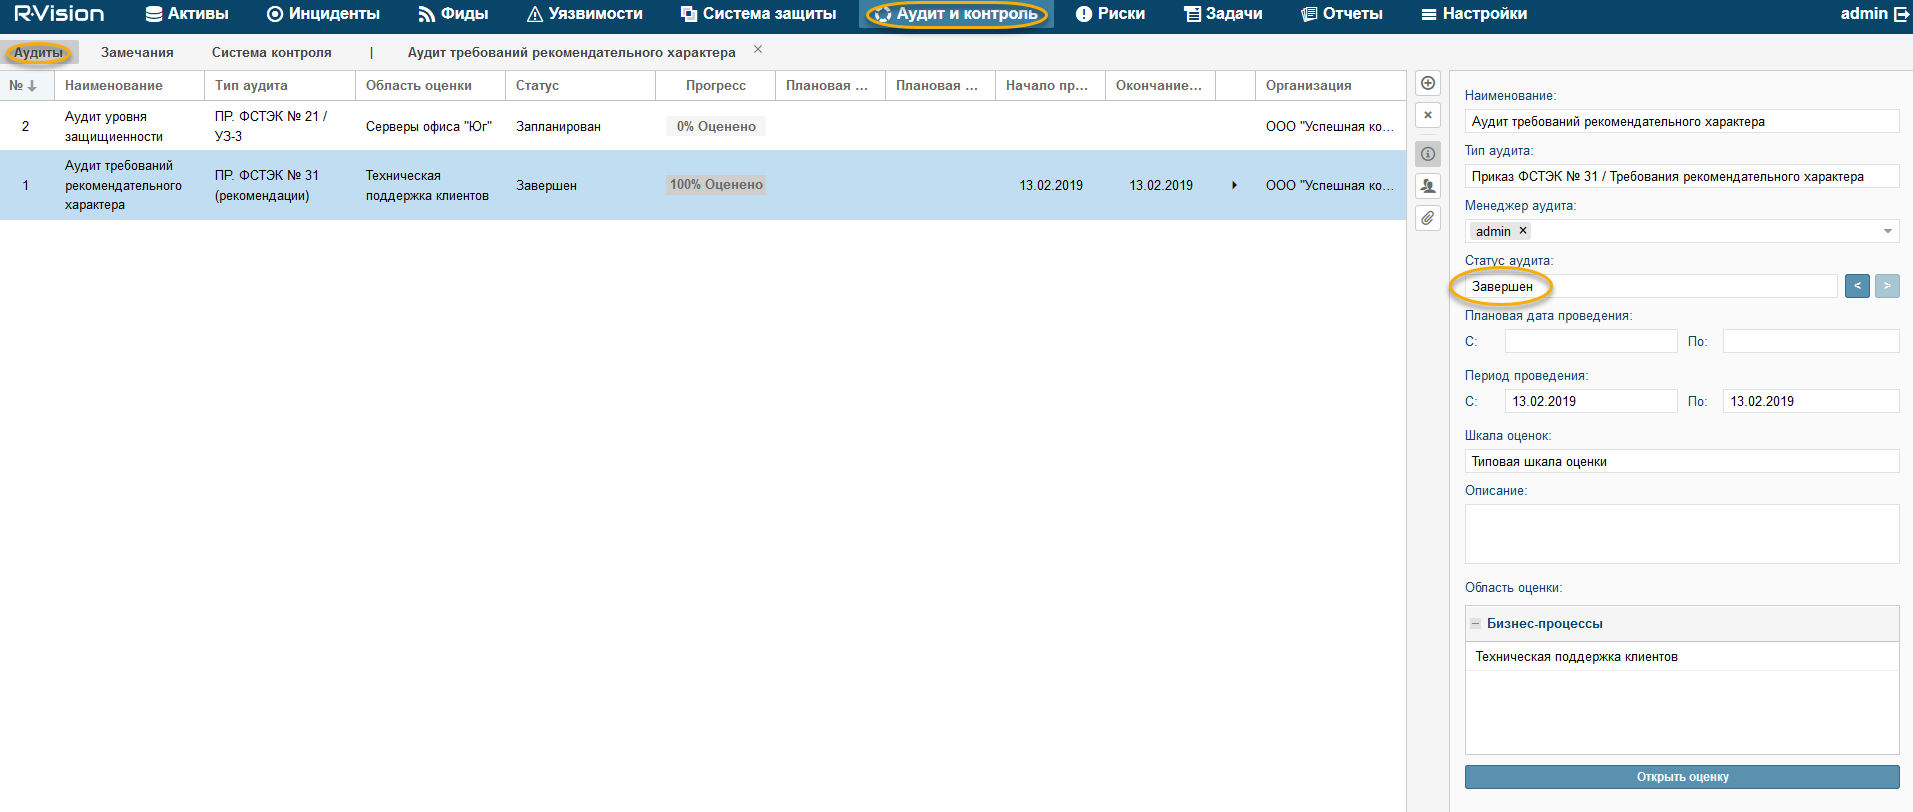 R-Vision Активы Инциденты Фиды Уязвимости Система защиты Аудит и контроль Риски Задачи Отчеты Настройки admin
Аудиты Замечания Система контроля | Аудит требований рекомендательного характера ×
№ Наименование Тип аудита Область оценки Статус Прогресс Плановая ... Плановая ... Начало пр... Окончание... Организация
2
Аудит уровня
защищиенности
ПР. ФСТЭК № 21 /
УЗ-3
Серверы офиса "Юг"
Запланирован
0% Оценено
ООО "Успешная ко...
1
Аудит требований
рекомендательного
характера
ПР. ФСТЭК № 31
(рекомендации)
Техническая
поддержка клиентов
Завершен
100% Оценено
13.02.2019
13.02.2019
ООО "Успешная ко...
Наименование:
Аудит требований рекомендательного характера
Тип аудита:
Приказ ФСТЭК № 31 / Требования рекомендательного характера
Менеджер аудита:
admin ×
Статус аудита:
Завершен < >
Плановая дата проведения:
С: По:
Период проведения:
С: 13.02.2019 По: 13.02.2019
Шкала оценок:
Типовая шкала оценки
Описание:
Область оценки:
Бизнес-процессы
Техническая поддержка клиентов
Открыть оценку